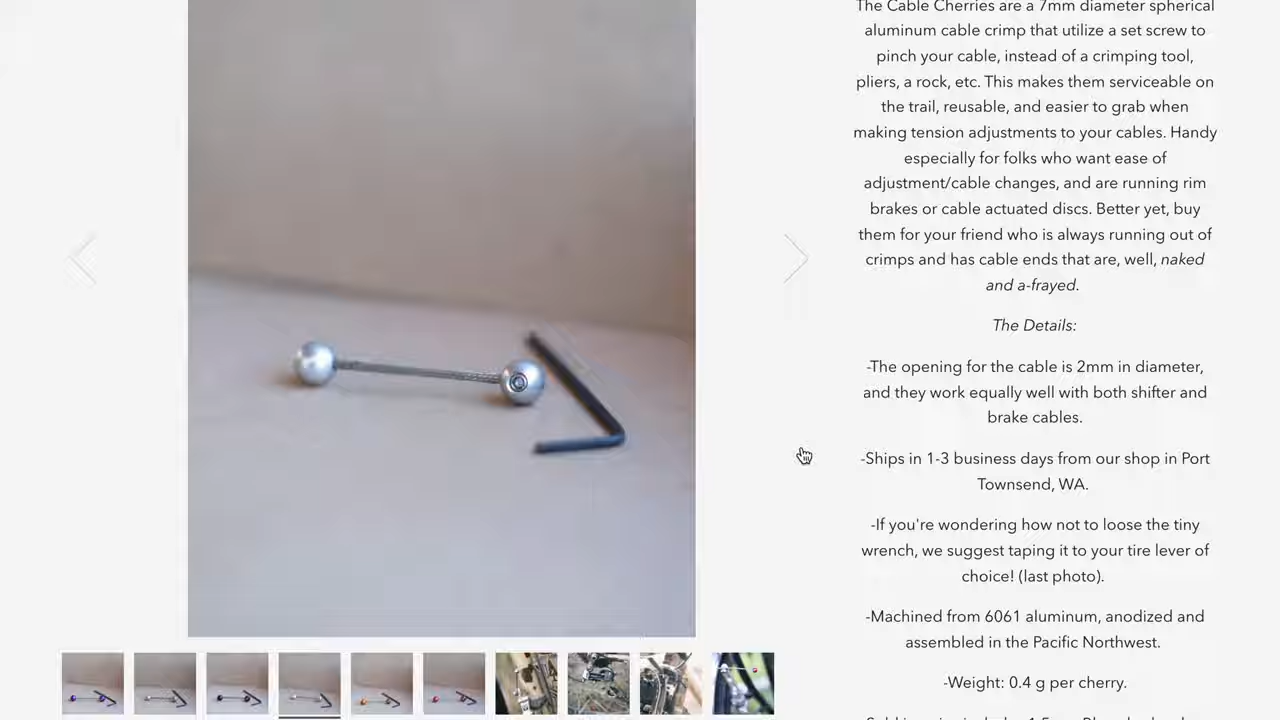 The Cable Cherries are a 7mm diameter spherical
aluminum cable crimp that utilize a set screw to
pinch your cable, instead of a crimping tool,
pliers, a rock, etc. This makes them serviceable on
the trail, reusable, and easier to grab when
making tension adjustments to your cables. Handy
especially for folks who want ease of
adjustment/cable changes, and are running rim
brakes or cable actuated discs. Better yet, buy
them for your friend who is always running out of
crimps and has cable ends that are, well, naked
and a-frayed.
The Details:
-The opening for the cable is 2mm in diameter,
and they work equally well with both shifter and
brake cables.
-Ships in 1-3 business days from our shop in Port
Townsend, WA.
-If you're wondering how not to loose the tiny
wrench, we suggest taping it to your tire lever of
choice! (last photo).
-Machined from 6061 aluminum, anodized and
assembled in the Pacific Northwest.
-Weight: 0.4 g per cherry.